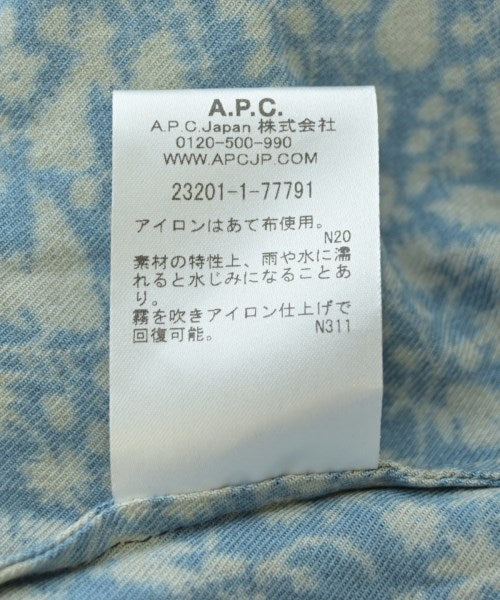 A.P.C.
A.P.C.Japan 株式会社
0120-500-990
WWW.APCJP.COM
23201-1-77791
アイロンはあて布使用。
N20
素材の特性上、雨や水に濡
れると水じみになることあ
り。
霧を吹きアイロン仕上げで
回復可能。 N311